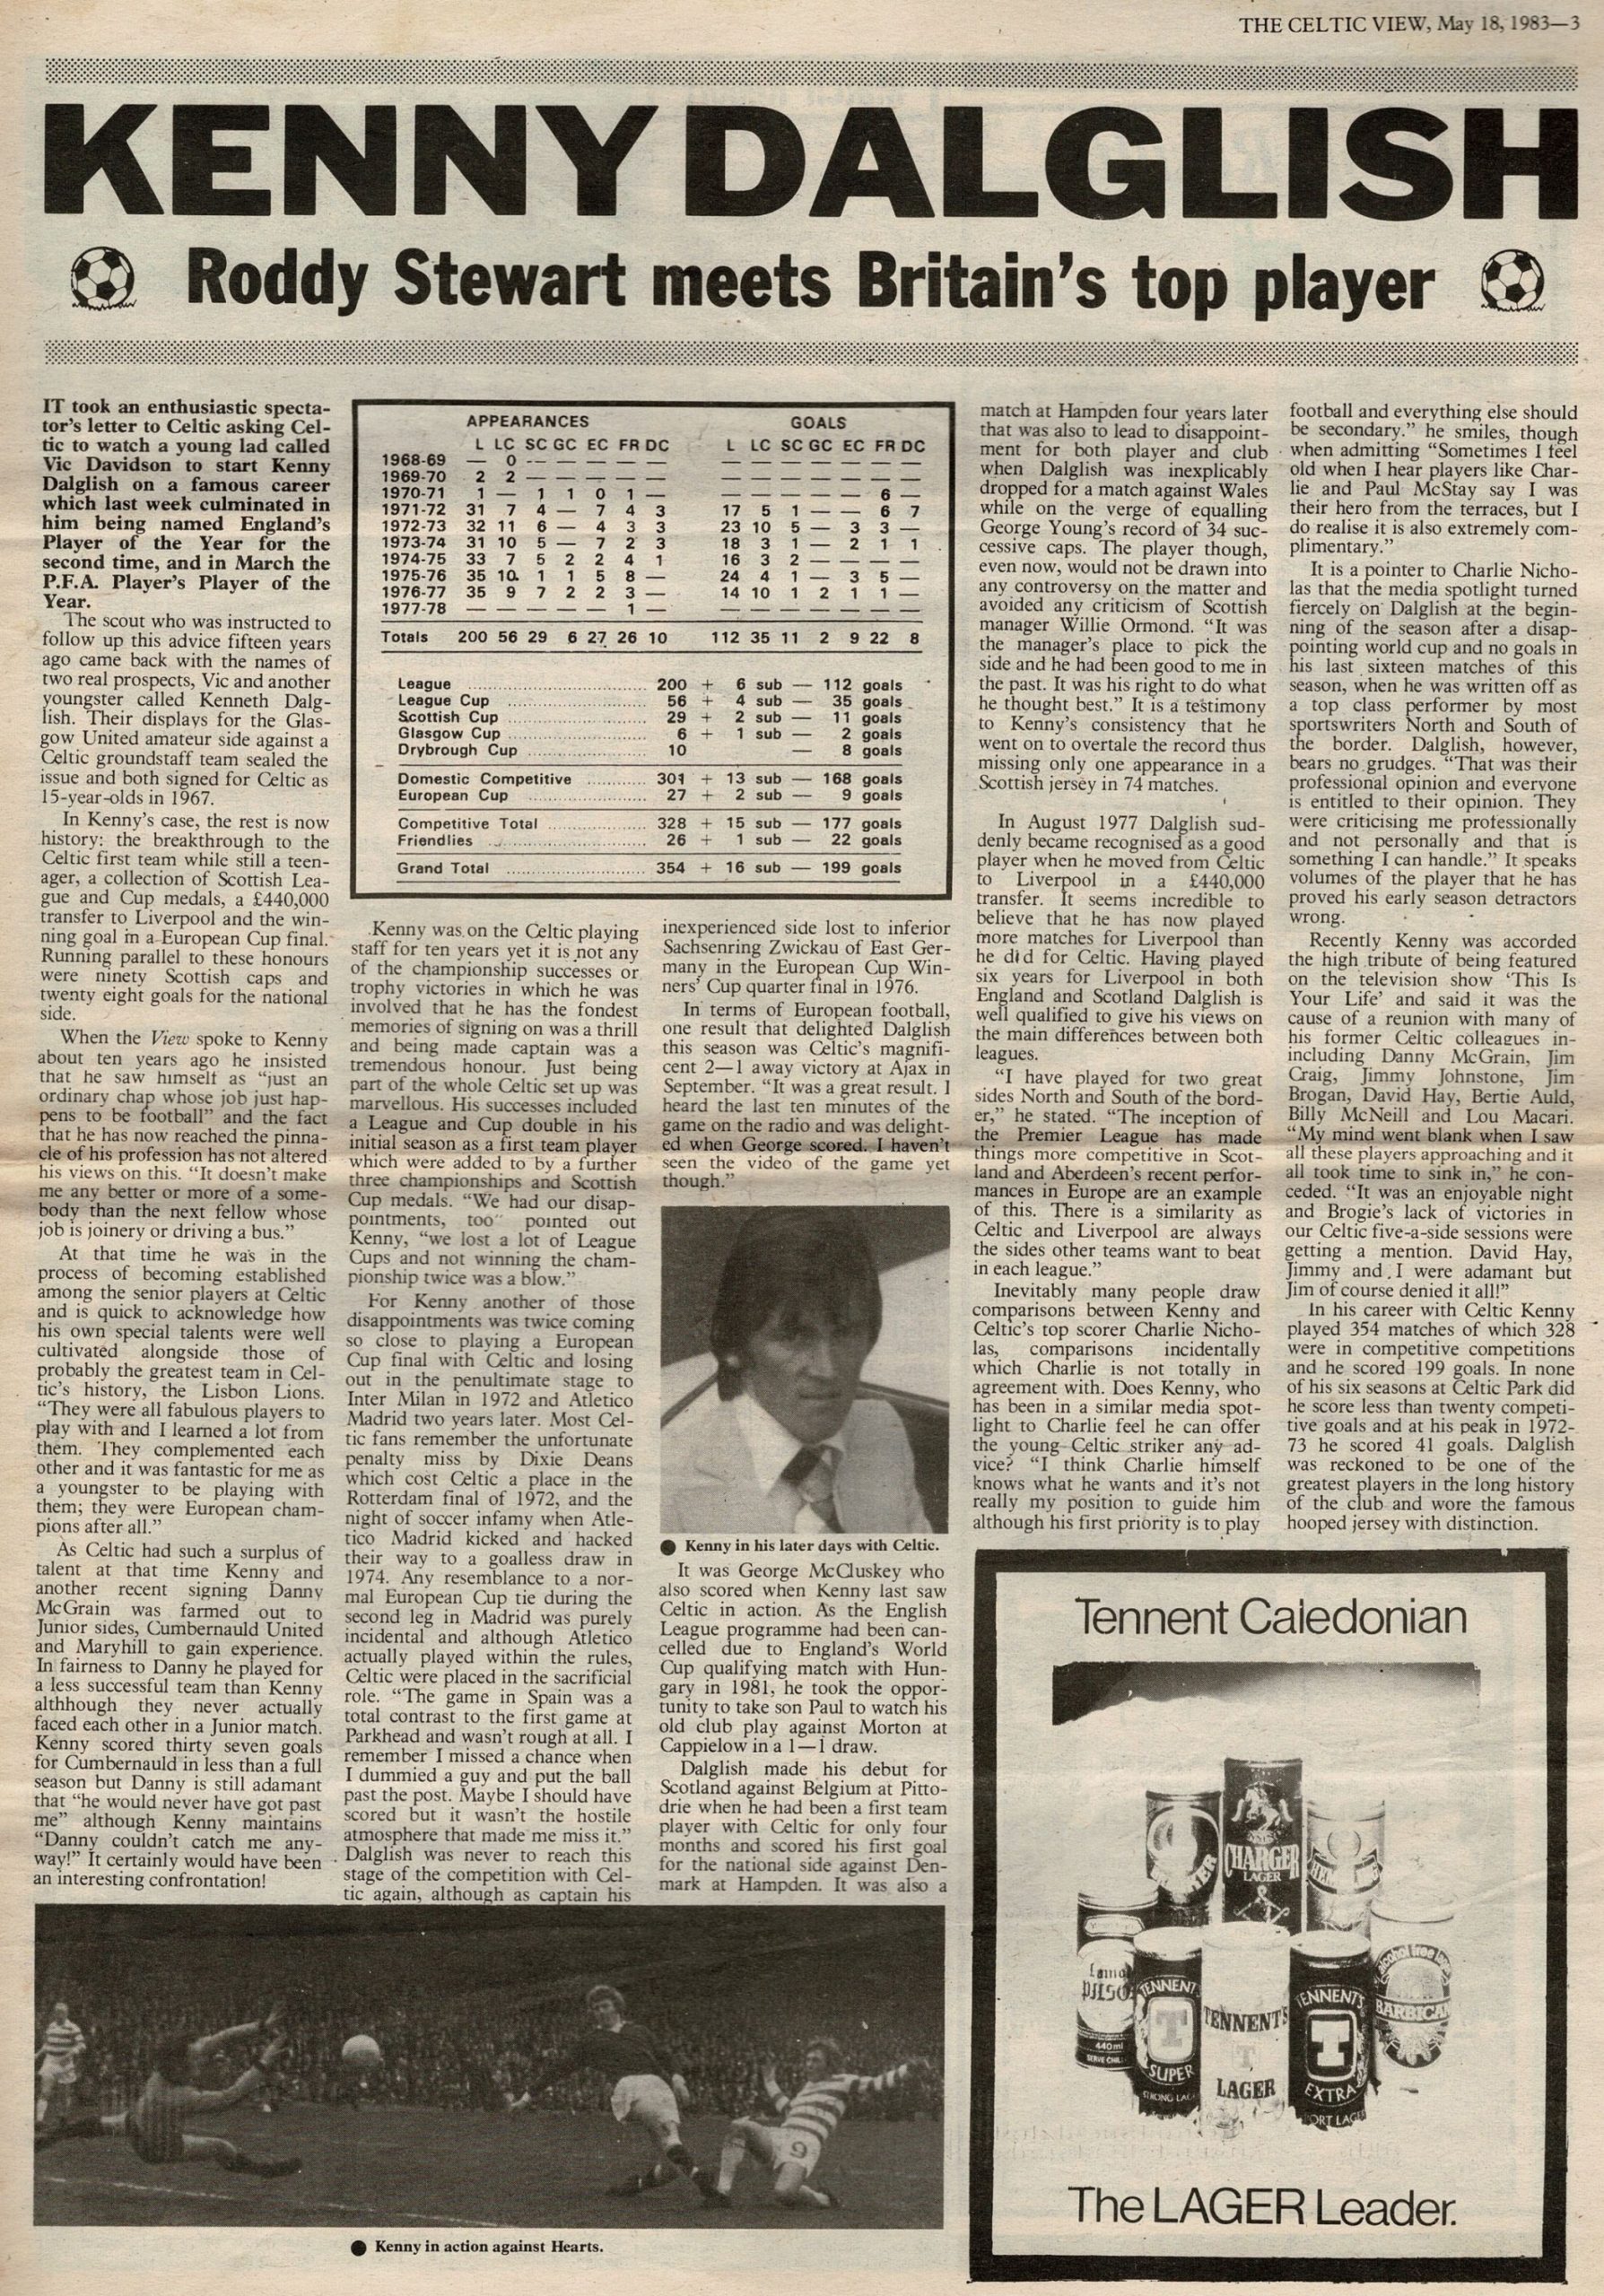 THE CELTIC VIEW, May 18, 1983—3
KENNY DALGLISH
Roddy Stewart meets Britain's top player
IT took an enthusiastic specta-
tor's letter to Celtic asking Cel-
tic to watch a young lad called
Vic Davidson to start Kenny
Dalglish on a famous career
which last week culminated in
him being named England's
Player of the Year for the
second time, and in March the
P.F.A. Player's Player of the
Year.
The scout who was instructed to
follow up this advice fifteen years
ago came back with the names of
two real prospects, Vic and another
youngster called Kenneth Dalg-
lish. Their displays for the Glas-
gow United amateur side against a
Celtic groundstaff team sealed the
issue and both signed for Celtic as
15-year-olds in 1967.
In Kenny's case, the rest is now
history: the breakthrough to the
Celtic first team while still a teen-
ager, a collection of Scottish Lea-
gue and Cup medals, a £440,000
transfer to Liverpool and the win-
ning goal in a European Cup final.
Running parallel to these honours
were ninety Scottish caps and
twenty eight goals for the national
side.
When the View spoke to Kenny
about ten years ago he insisted
that he saw himself as "just an
ordinary chap whose job just hap-
pens to be football" and the fact
that he has now reached the pinna-
cle of his profession has not altered
his views on this. "It doesn't make
me any better or more of a some-
body than the next fellow whose
job is joinery or driving a bus."
At that time he was in the
process of becoming established
among the senior players at Celtic
and is quick to acknowledge how
his own special talents were well
cultivated alongside those of
probably the greatest team in Cel-
tic's history, the Lisbon Lions.
"They were all fabulous players to
play with and I learned a lot from
them. They complemented each
other and it was fantastic for me as
a youngster to be playing with
them; they were European cham-
pions after all."
As Celtic had such a surplus of
talent at that time Kenny and
another recent signing Danny
McGrain was farmed out to
Junior sides, Cumbernauld United
and Maryhill to gain experience.
In fairness to Danny he played for
a less successful team than Kenny
althhough they never actually
faced each other in a Junior match.
Kenny scored thirty seven goals
for Cumbernauld in less than a full
season but Danny is still adamant
that "he would never have got past
me" although Kenny maintains
"Danny couldn't catch me any-
way!" It certainly would have been
an interesting confrontation!
APPEARANCES GOALS
L LC SC GC EC FR DC L LC SC GC EC FR DC
1968-69 — 0 -- — — — — — — — — — — —
1969-70 2 2 — — — — — — — — — — — —
1970-71 1 — 1 1 0 1 — — — — — — 6 —
1971-72 31 7 4 — 7 4 3 17 5 1 — — 6 7
1972-73 32 11 6 — 4 3 3 23 10 5 — 3 3 —
1973-74 31 10 5 — 7 2 3 18 3 1 — 2 1 1
1974-75 33 7 5 2 2 4 1 16 3 2 — — — —
1975-76 35 10 1 1 5 8 — 24 4 1 — 3 5 —
1976-77 35 9 7 2 2 3 — 14 10 1 2 1 1 —
1977-78 — — — — — 1 — — — — — — — —
Totals 200 56 29 6 27 26 10 112 35 11 2 9 22 8
League 200 + 6 sub — 112 goals
League Cup 56 + 4 sub — 35 goals
Scottish Cup 29 + 2 sub — 11 goals
Glasgow Cup 6 + 1 sub — 2 goals
Drybrough Cup 10 — 8 goals
Domestic Competitive 301 + 13 sub — 168 goals
European Cup 27 + 2 sub — 9 goals
Competitive Total 328 + 15 sub — 177 goals
Friendlies 26 + 1 sub — 22 goals
Grand Total 354 + 16 sub — 199 goals
Kenny was on the Celtic playing
staff for ten years yet it is not any
of the championship successes or
trophy victories in which he was
involved that he has the fondest
memories of signing on was a thrill
and being made captain was a
tremendous honour. Just being
part of the whole Celtic set up was
marvellous. His successes included
a League and Cup double in his
initial season as a first team player
which were added to by a further
three championships and Scottish
Cup medals. "We had our disap-
pointments, too" pointed out
Kenny, "we lost a lot of League
Cups and not winning the cham-
pionship twice was a blow."
For Kenny another of those
disappointments was twice coming
so close to playing a European
Cup final with Celtic and losing
out in the penultimate stage to
Inter Milan in 1972 and Atletico
Madrid two years later. Most Cel-
tic fans remember the unfortunate
penalty miss by Dixie Deans
which cost Celtic a place in the
Rotterdam final of 1972, and the
night of soccer infamy when Atle-
tico Madrid kicked and hacked
their way to a goalless draw in
1974. Any resemblance to a nor-
mal European Cup tie during the
second leg in Madrid was purely
incidental and although Atletico
actually played within the rules,
Celtic were placed in the sacrificial
role. "The game in Spain was a
total contrast to the first game at
Parkhead and wasn't rough at all. I
remember I missed a chance when
I dummied a guy and put the ball
past the post. Maybe I should have
scored but it wasn't the hostile
atmosphere that made me miss it."
Dalglish was never to reach this
stage of the competition with Cel-
tic again, although as captain his
inexperienced side lost to inferior
Sachsenring Zwickau of East Ger-
many in the European Cup Win-
ners' Cup quarter final in 1976.
In terms of European football,
one result that delighted Dalglish
this season was Celtic's magnifi-
cent 2—1 away victory at Ajax in
September. "It was a great result. I
heard the last ten minutes of the
game on the radio and was delight-
ed when George scored. I haven't
seen the video of the game yet
though."
Kenny in his later days with Celtic.
It was George McCluskey who
also scored when Kenny last saw
Celtic in action. As the English
League programme had been can-
celled due to England's World
Cup qualifying match with Hun-
gary in 1981, he took the oppor-
tunity to take son Paul to watch his
old club play against Morton at
Cappielow in a 1—1 draw.
Dalglish made his debut for
Scotland against Belgium at Pitto-
drie when he had been a first team
player with Celtic for only four
months and scored his first goal
for the national side against Den-
mark at Hampden. It was also a
match at Hampden four years later
that was also to lead to disappoint-
ment for both player and club
when Dalglish was inexplicably
dropped for a match against Wales
while on the verge of equalling
George Young's record of 34 suc-
cessive caps. The player though,
even now, would not be drawn into
any controversy on the matter and
avoided any criticism of Scottish
manager Willie Ormond. "It was
the manager's place to pick the
side and he had been good to me in
the past. It was his right to do what
he thought best." It is a testimony
to Kenny's consistency that he
went on to overtale the record thus
missing only one appearance in a
Scottish jersey in 74 matches.
In August 1977 Dalglish sud-
denly became recognised as a good
player when he moved from Celtic
to Liverpool in a £440,000
transfer. It seems incredible to
believe that he has now played
more matches for Liverpool than
he did for Celtic. Having played
six years for Liverpool in both
England and Scotland Dalglish is
well qualified to give his views on
the main differences between both
leagues.
"I have played for two great
sides North and South of the bord-
er," he stated. "The inception of
the Premier League has made
things more competitive in Scot-
land and Aberdeen's recent perfor-
mances in Europe are an example
of this. There is a similarity as
Celtic and Liverpool are always
the sides other teams want to beat
in each league."
Inevitably many people draw
comparisons between Kenny and
Celtic's top scorer Charlie Nicho-
las, comparisons incidentally
which Charlie is not totally in
agreement with. Does Kenny, who
has been in a similar media spot-
light to Charlie feel he can offer
the young Celtic striker any ad-
vice? "I think Charlie himself
knows what he wants and it's not
really my position to guide him
although his first priority is to play
football and everything else should
be secondary." he smiles, though
when admitting "Sometimes I feel
old when I hear players like Char-
lie and Paul McStay say I was
their hero from the terraces, but I
do realise it is also extremely com-
plimentary."
It is a pointer to Charlie Nicho-
las that the media spotlight turned
fiercely on Dalglish at the begin-
ning of the season after a disap-
pointing world cup and no goals in
his last sixteen matches of this
season, when he was written off as
a top class performer by most
sportswriters North and South of
the border. Dalglish, however,
bears no grudges. "That was their
professional opinion and everyone
is entitled to their opinion. They
were criticising me professionally
and not personally and that is
something I can handle." It speaks
volumes of the player that he has
proved his early season detractors
wrong.
Recently Kenny was accorded
the high tribute of being featured
on the television show 'This Is
Your Life' and said it was the
cause of a reunion with many of
his former Celtic colleagues in-
including Danny McGrain, Jim
Craig, Jimmy Johnstone, Jim
Brogan, David Hay, Bertie Auld,
Billy McNeill and Lou Macari.
"My mind went blank when I saw
all these players approaching and it
all took time to sink in," he con-
ceded. "It was an enjoyable night
and Brogie's lack of victories in
our Celtic five-a-side sessions were
getting a mention. David Hay,
Jimmy and I were adamant but
Jim of course denied it all!"
In his career with Celtic Kenny
played 354 matches of which 328
were in competitive competitions
and he scored 199 goals. In none
of his six seasons at Celtic Park did
he score less than twenty competi-
tive goals and at his peak in 1972-
73 he scored 41 goals. Dalglish
was reckoned to be one of the
greatest players in the long history
of the club and wore the famous
hooped jersey with distinction.
9
Kenny in action against Hearts.
Tennent Caledonian
CHARGER
LAGER
440ml
TENNENT'S
SUPER
TENNENT'S
LAGER
TENNENT'S
EXTRA
alcohol free
BARBICAN
The LAGER Leader.